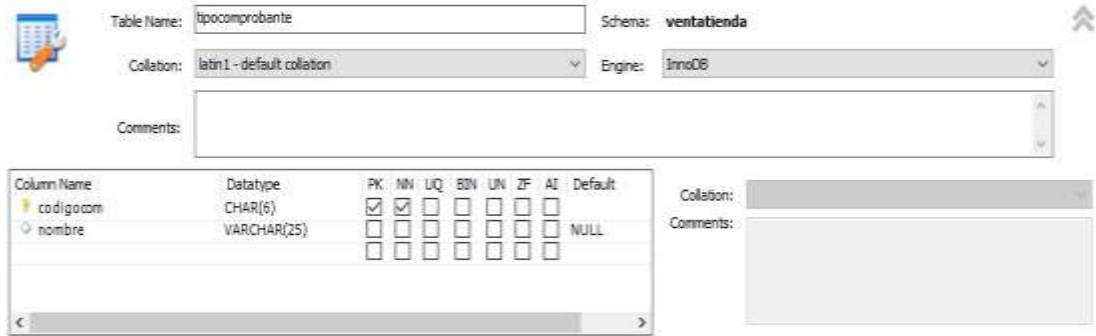 Table Name: tipocomprobante Schema: ventatienda
Collation: latin1 - default collation Engine: InnoDB
Comments:
Column Name Datatype PK NN UQ BIN UN ZF AI Default
codigocom CHAR(6)
nombre VARCHAR(25) NULL
Collation:
Comments: